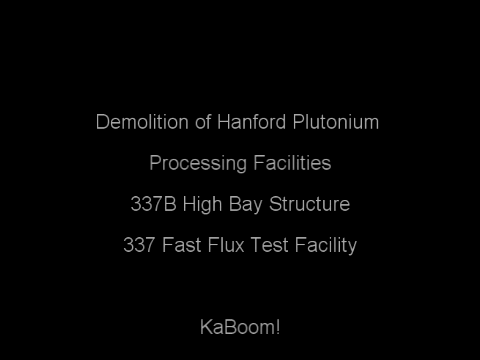 Demolition of Hanford Plutonium
Processing Facilities
337B High Bay Structure
337 Fast Flux Test Facility
KaBoom!